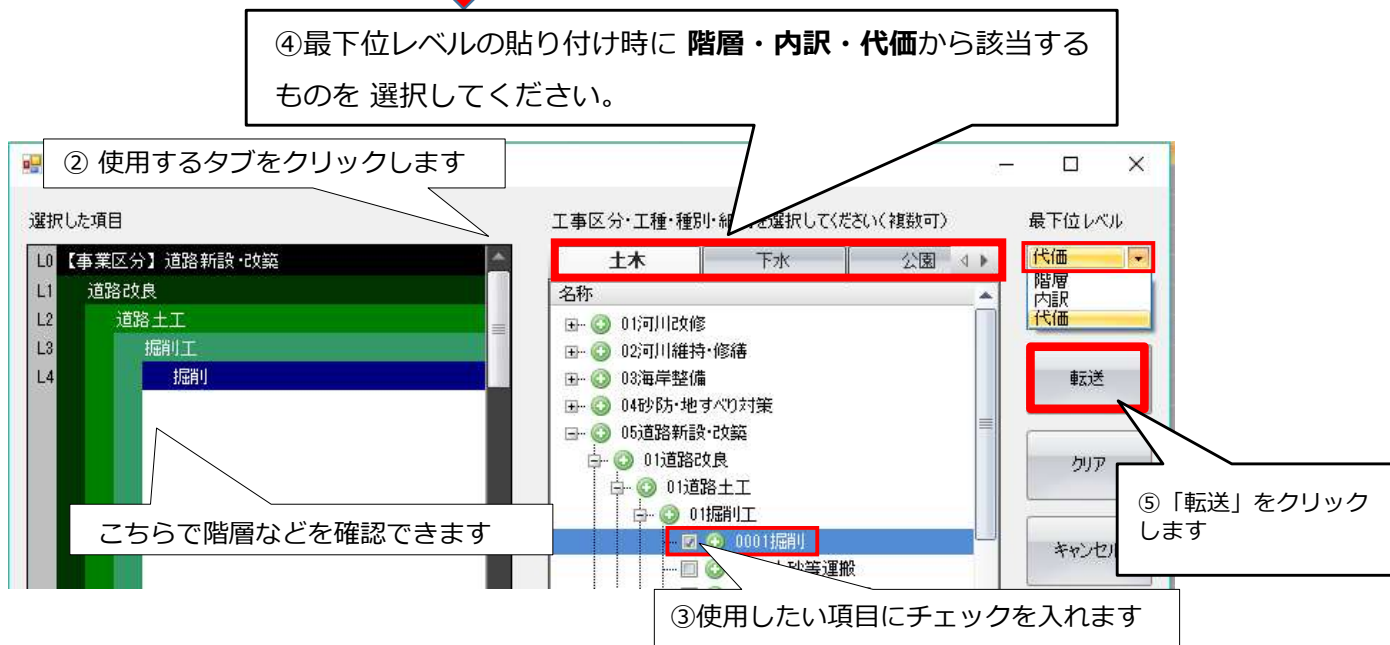 ④最下位レベルの貼り付け時に 階層・内訳・代価から該当する
ものを 選択してください。
② 使用するタブをクリックします
選択した項目
工事区分・工種・種別・細を選択してください(複数可)
最下位レベル
L0 【事業区分】道路新設・改築
L1 道路改良
L2 道路土工
L3 掘削工
L4 掘削
土木 下水 公園
代価
階層
内訳
代価
名称
01河川改修
02河川維持・修繕
03海岸整備
04砂防・地すべり対策
05道路新設・改築
01道路改良
01道路土工
01掘削工
0001掘削
土砂等運搬
転送
クリア
キャンセル
こちらで階層などを確認できます
⑤「転送」をクリック
します
③使用したい項目にチェックを入れます